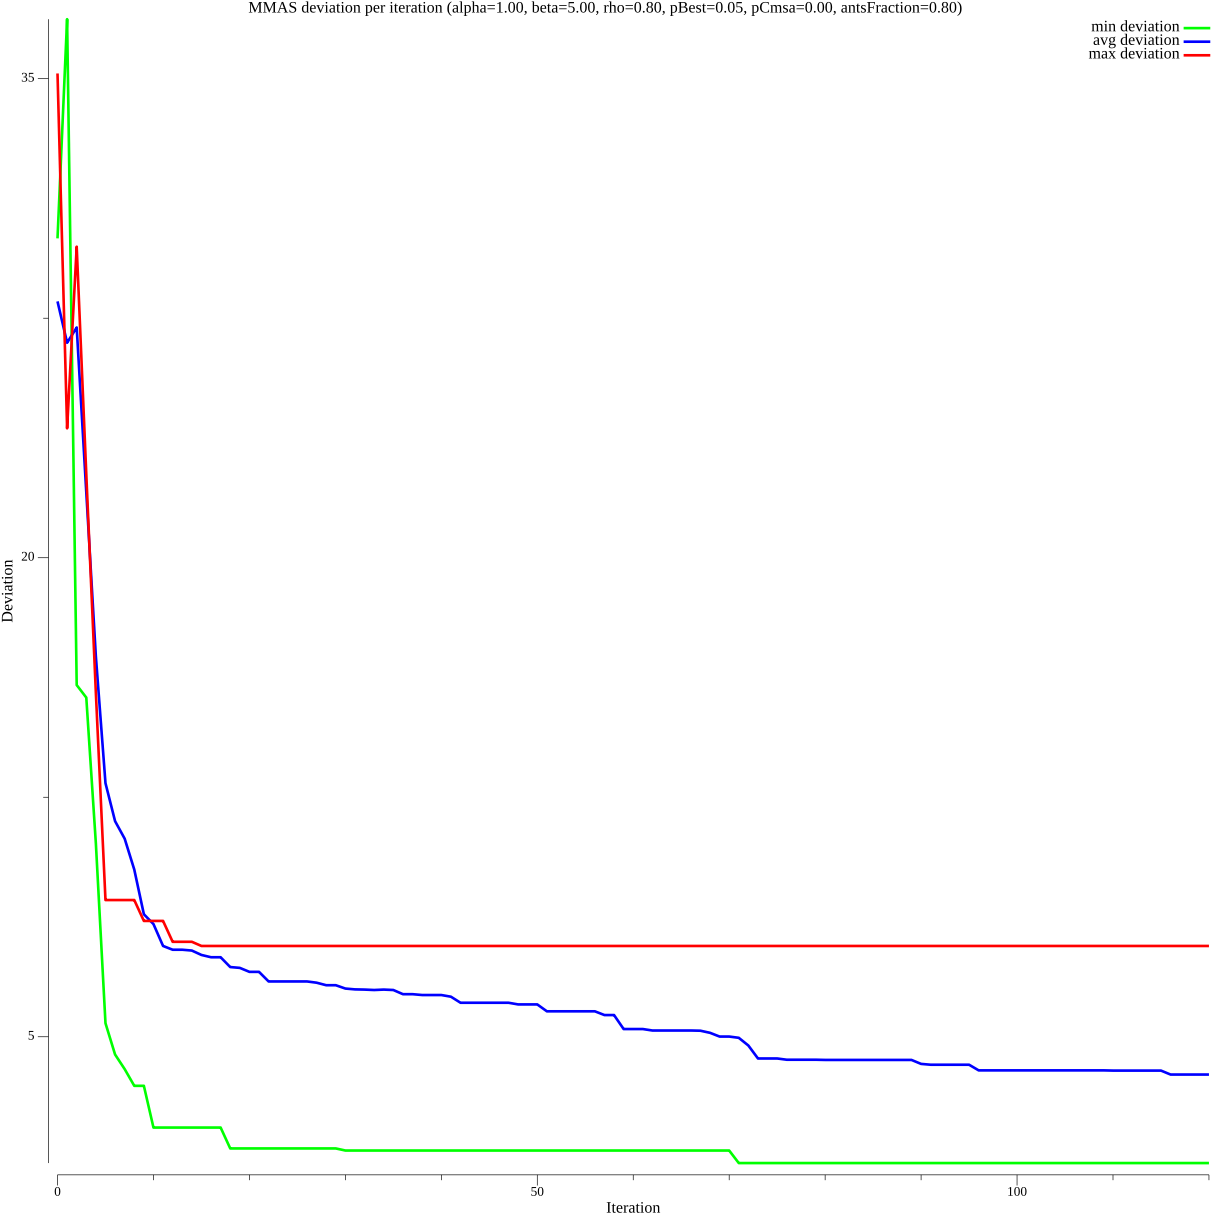 MMAS deviation per iteration (alpha=1.00, beta=5.00, rho=0.80, pBest=0.05, pCmsa=0.00, antsFraction=0.80)
min deviation
avg deviation
max deviation
35
20
5
Deviation
0
50
100
Iteration